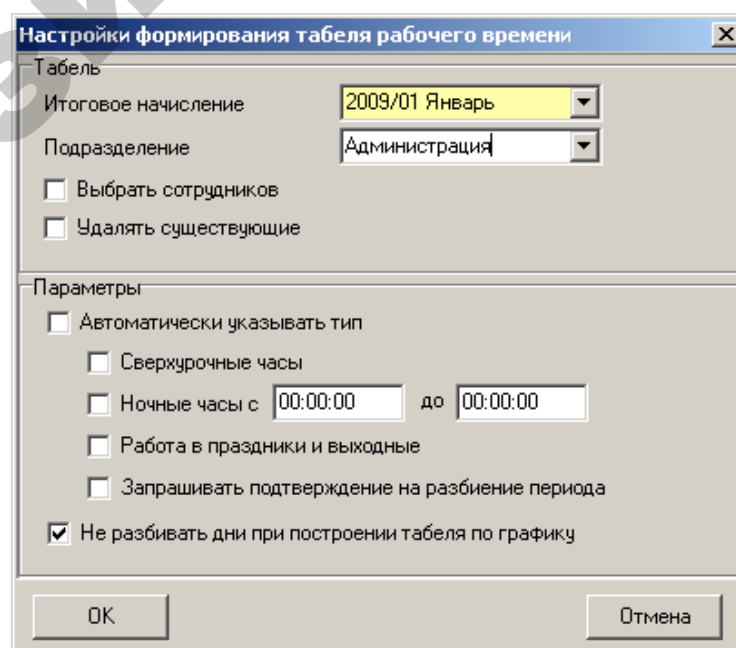 Настройки формирования табеля рабочего времени
Табель
Итоговое начисление 2009/01 Январь
Подразделение Администрация
Выбрать сотрудников
Удалять существующие
Параметры
Автоматически указывать тип
Сверхурочные часы
Ночные часы с 00:00:00 до 00:00:00
Работа в праздники и выходные
Запрашивать подтверждение на разбиение периода
Не разбивать дни при построении табеля по графику
OK Отмена